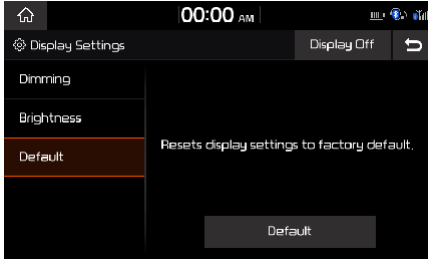 00:00 AM
Display Settings
Display Off
Dimming
Brightness
Default
Resets display settings to factory default.
Default